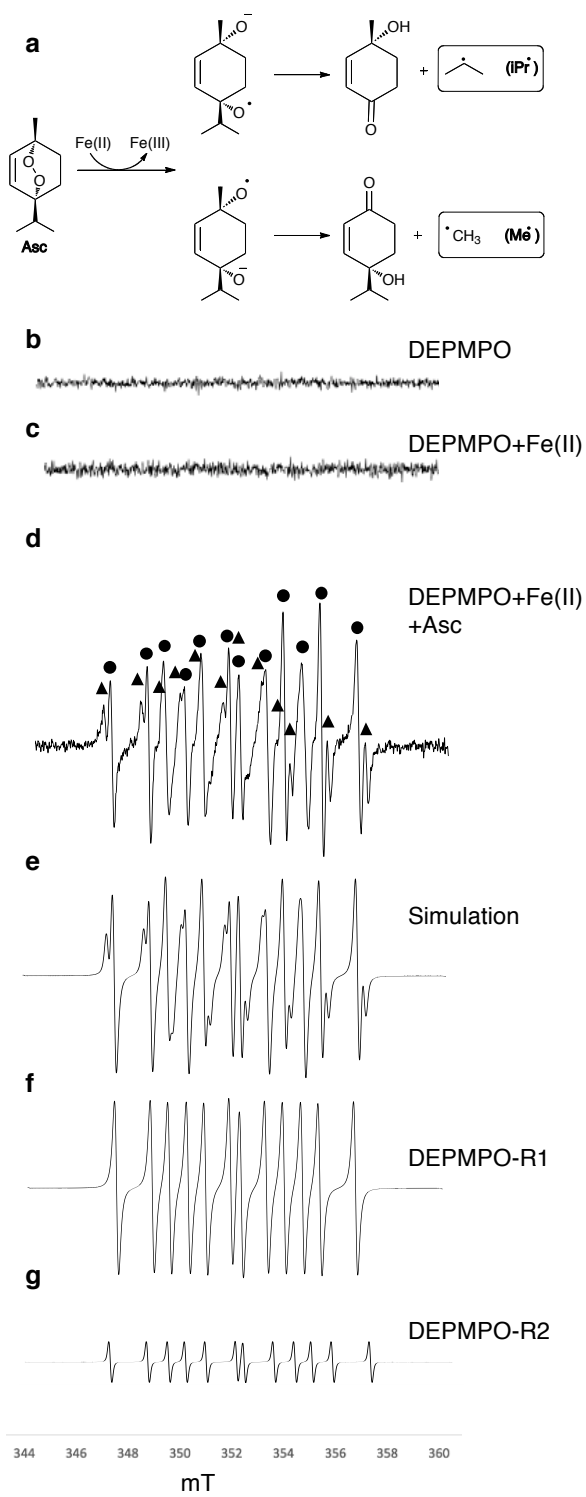 a
O−
OH
+
(iPr•)
O•
O
O
O
Fe(II) Fe(III)
Asc
O•
O
+
•CH3 (Me•)
O−
OH
b
DEPMPO
c
DEPMPO+Fe(II)
d
DEPMPO+Fe(II)
+Asc
e
Simulation
f
DEPMPO-R1
g
DEPMPO-R2
344 346 348 350 352 354 356 358 360
mT